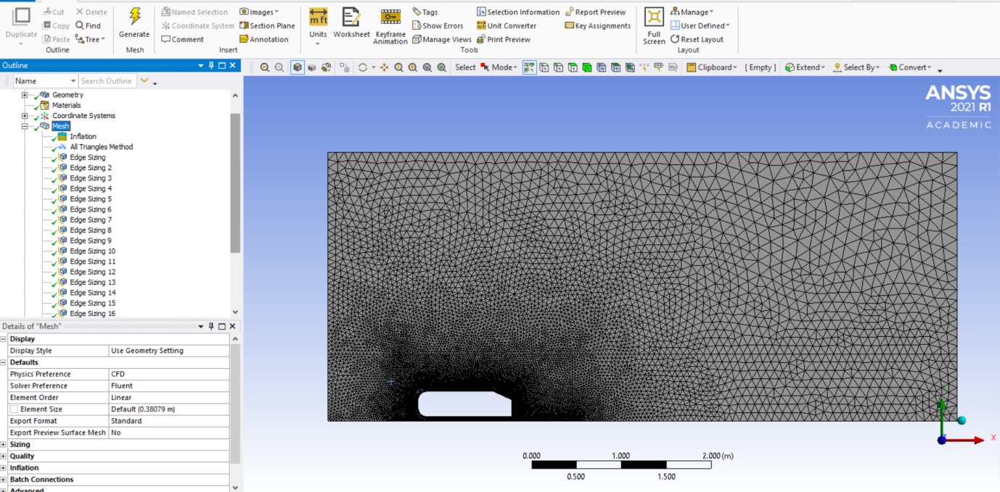 Cut Delete Named Selection Images Tags Selection Information Report Preview Manage
Copy Find Coordinate System Section Plane Show Errors Unit Converter Key Assignments User Defined
Duplicate Paste Tree Generate Comment Annotation Units Worksheet Keyframe Animation Manage Views Print Preview Full Screen Reset Layout
Outline Mesh Insert Tools Layout
Outline
Select Mode Clipboard [ Empty ] Extend Select By Convert
Name Search Outline
Geometry
Materials
Coordinate Systems
Mesh
Inflation
All Triangles Method
Edge Sizing
Edge Sizing 2
Edge Sizing 3
Edge Sizing 4
Edge Sizing 5
Edge Sizing 6
Edge Sizing 7
Edge Sizing 8
Edge Sizing 9
Edge Sizing 10
Edge Sizing 11
Edge Sizing 12
Edge Sizing 13
Edge Sizing 14
Edge Sizing 15
Edge Sizing 16
Details of "Mesh"
Display
Display Style Use Geometry Setting
Defaults
Physics Preference CFD
Solver Preference Fluent
Element Order Linear
Element Size Default (0.38079 m)
Export Format Standard
Export Preview Surface Mesh No
Sizing
Quality
Inflation
Batch Connections
Advanced
ANSYS
2021 R1
ACADEMIC
0.000 1.000 2.000 (m)
0.500 1.500
X